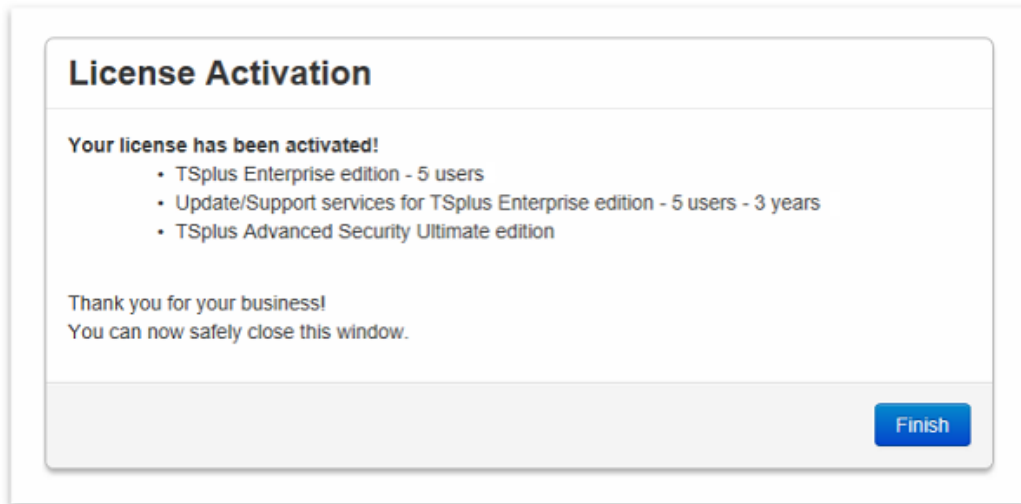 License Activation
Your license has been activated!
• TSplus Enterprise edition - 5 users
• Update/Support services for TSplus Enterprise edition - 5 users - 3 years
• TSplus Advanced Security Ultimate edition
Thank you for your business!
You can now safely close this window.
Finish